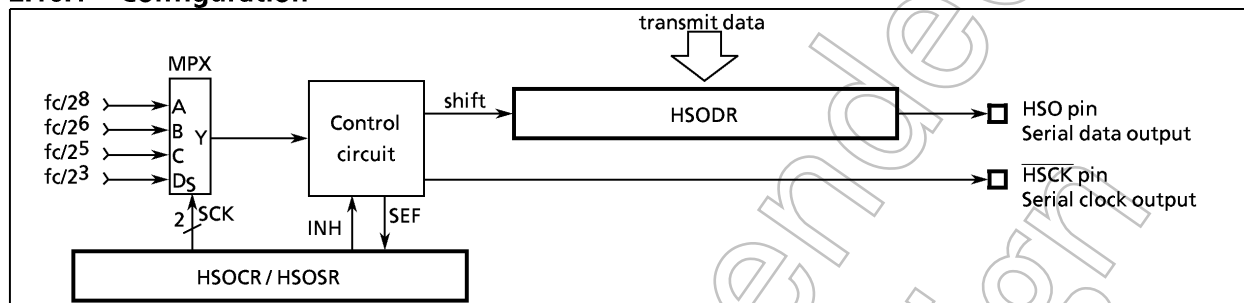 transmit data
MPX
fc/2⁸
A
fc/2⁶
B
Y
fc/2⁵
C
fc/2³
D
S
2
SCK
Control
circuit
shift
HSODR
HSO pin
Serial data output
HSCK pin
Serial clock output
INH
SEF
HSOCR / HSOSR